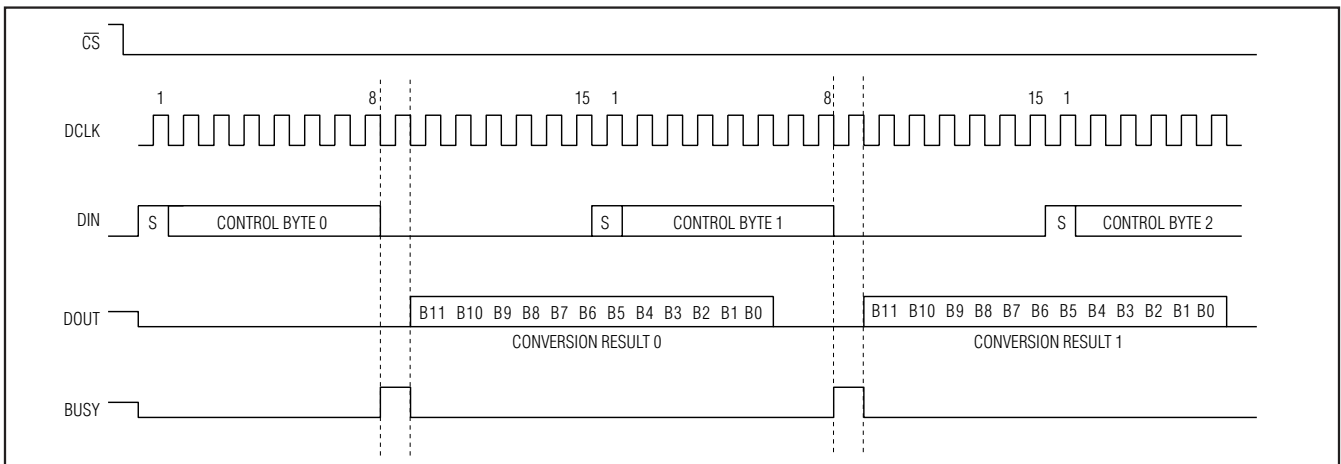 C̅S̅
1 8 15 1 8 15 1
DCLK
DIN S CONTROL BYTE 0 S CONTROL BYTE 1 S CONTROL BYTE 2
DOUT B11 B10 B9 B8 B7 B6 B5 B4 B3 B2 B1 B0 B11 B10 B9 B8 B7 B6 B5 B4 B3 B2 B1 B0
CONVERSION RESULT 0 CONVERSION RESULT 1
BUSY